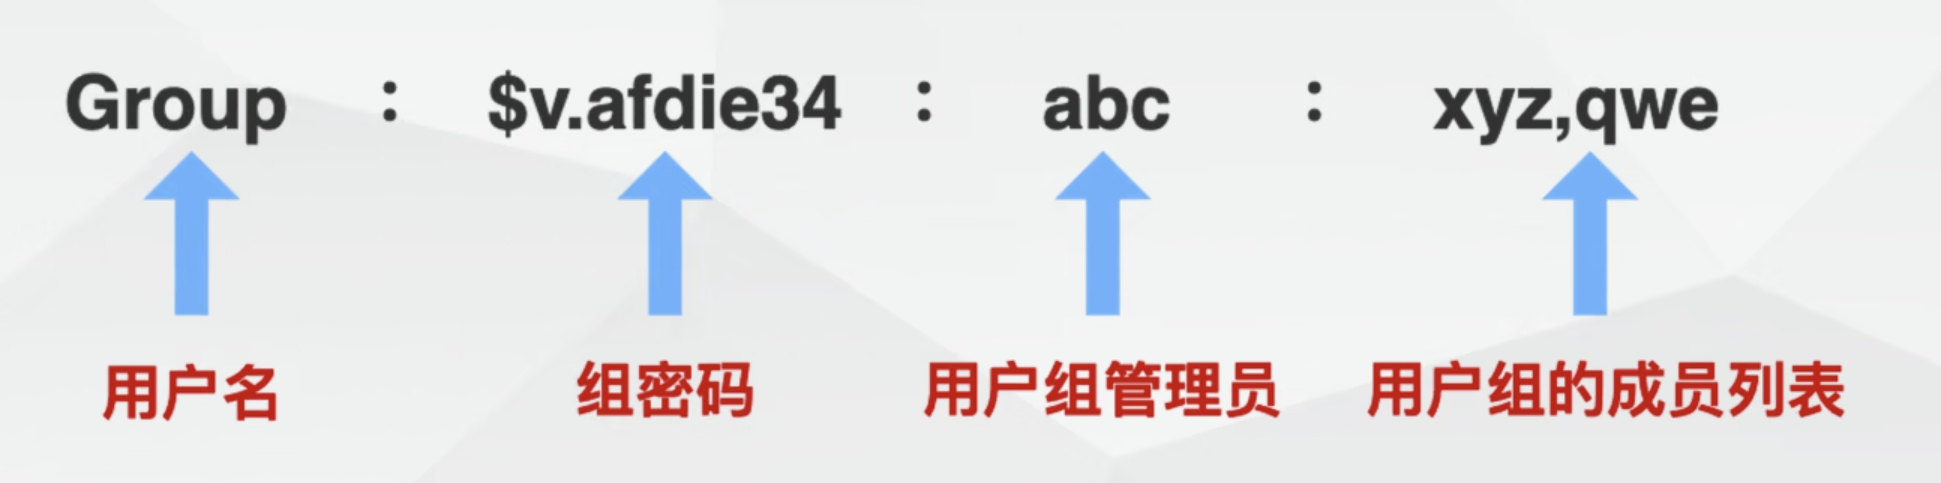 Group : $v.afdie34 : abc : xyz,qwe
用户名 组密码 用户组管理员 用户组的成员列表